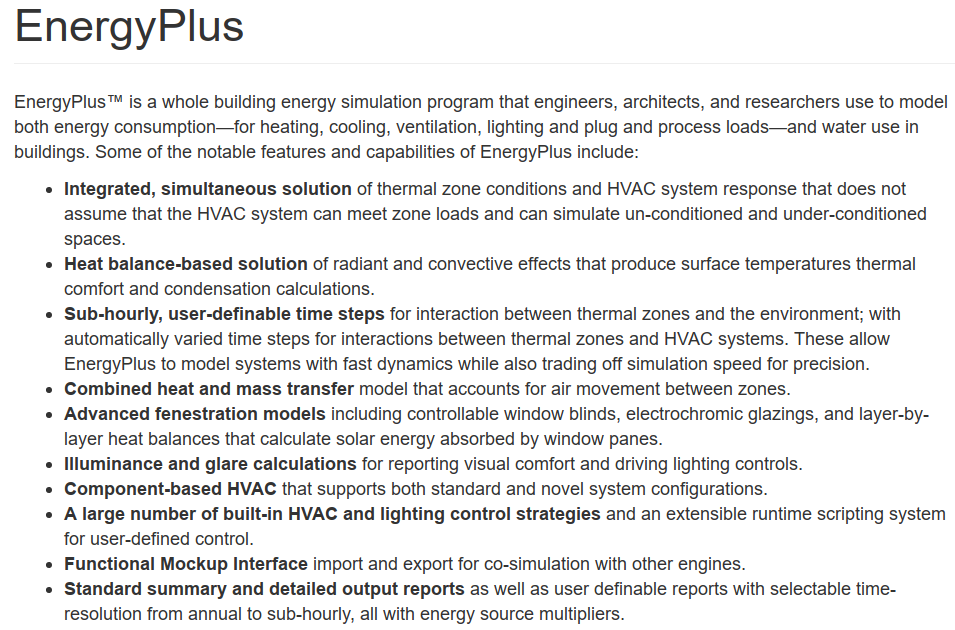 EnergyPlus
EnergyPlus™ is a whole building energy simulation program that engineers, architects, and researchers use to model
both energy consumption—for heating, cooling, ventilation, lighting and plug and process loads—and water use in
buildings. Some of the notable features and capabilities of EnergyPlus include:
• Integrated, simultaneous solution of thermal zone conditions and HVAC system response that does not
assume that the HVAC system can meet zone loads and can simulate un-conditioned and under-conditioned
spaces.
• Heat balance-based solution of radiant and convective effects that produce surface temperatures thermal
comfort and condensation calculations.
• Sub-hourly, user-definable time steps for interaction between thermal zones and the environment; with
automatically varied time steps for interactions between thermal zones and HVAC systems. These allow
EnergyPlus to model systems with fast dynamics while also trading off simulation speed for precision.
• Combined heat and mass transfer model that accounts for air movement between zones.
• Advanced fenestration models including controllable window blinds, electrochromic glazings, and layer-by-
layer heat balances that calculate solar energy absorbed by window panes.
• Illuminance and glare calculations for reporting visual comfort and driving lighting controls.
• Component-based HVAC that supports both standard and novel system configurations.
• A large number of built-in HVAC and lighting control strategies and an extensible runtime scripting system
for user-defined control.
• Functional Mockup Interface import and export for co-simulation with other engines.
• Standard summary and detailed output reports as well as user definable reports with selectable time-
resolution from annual to sub-hourly, all with energy source multipliers.